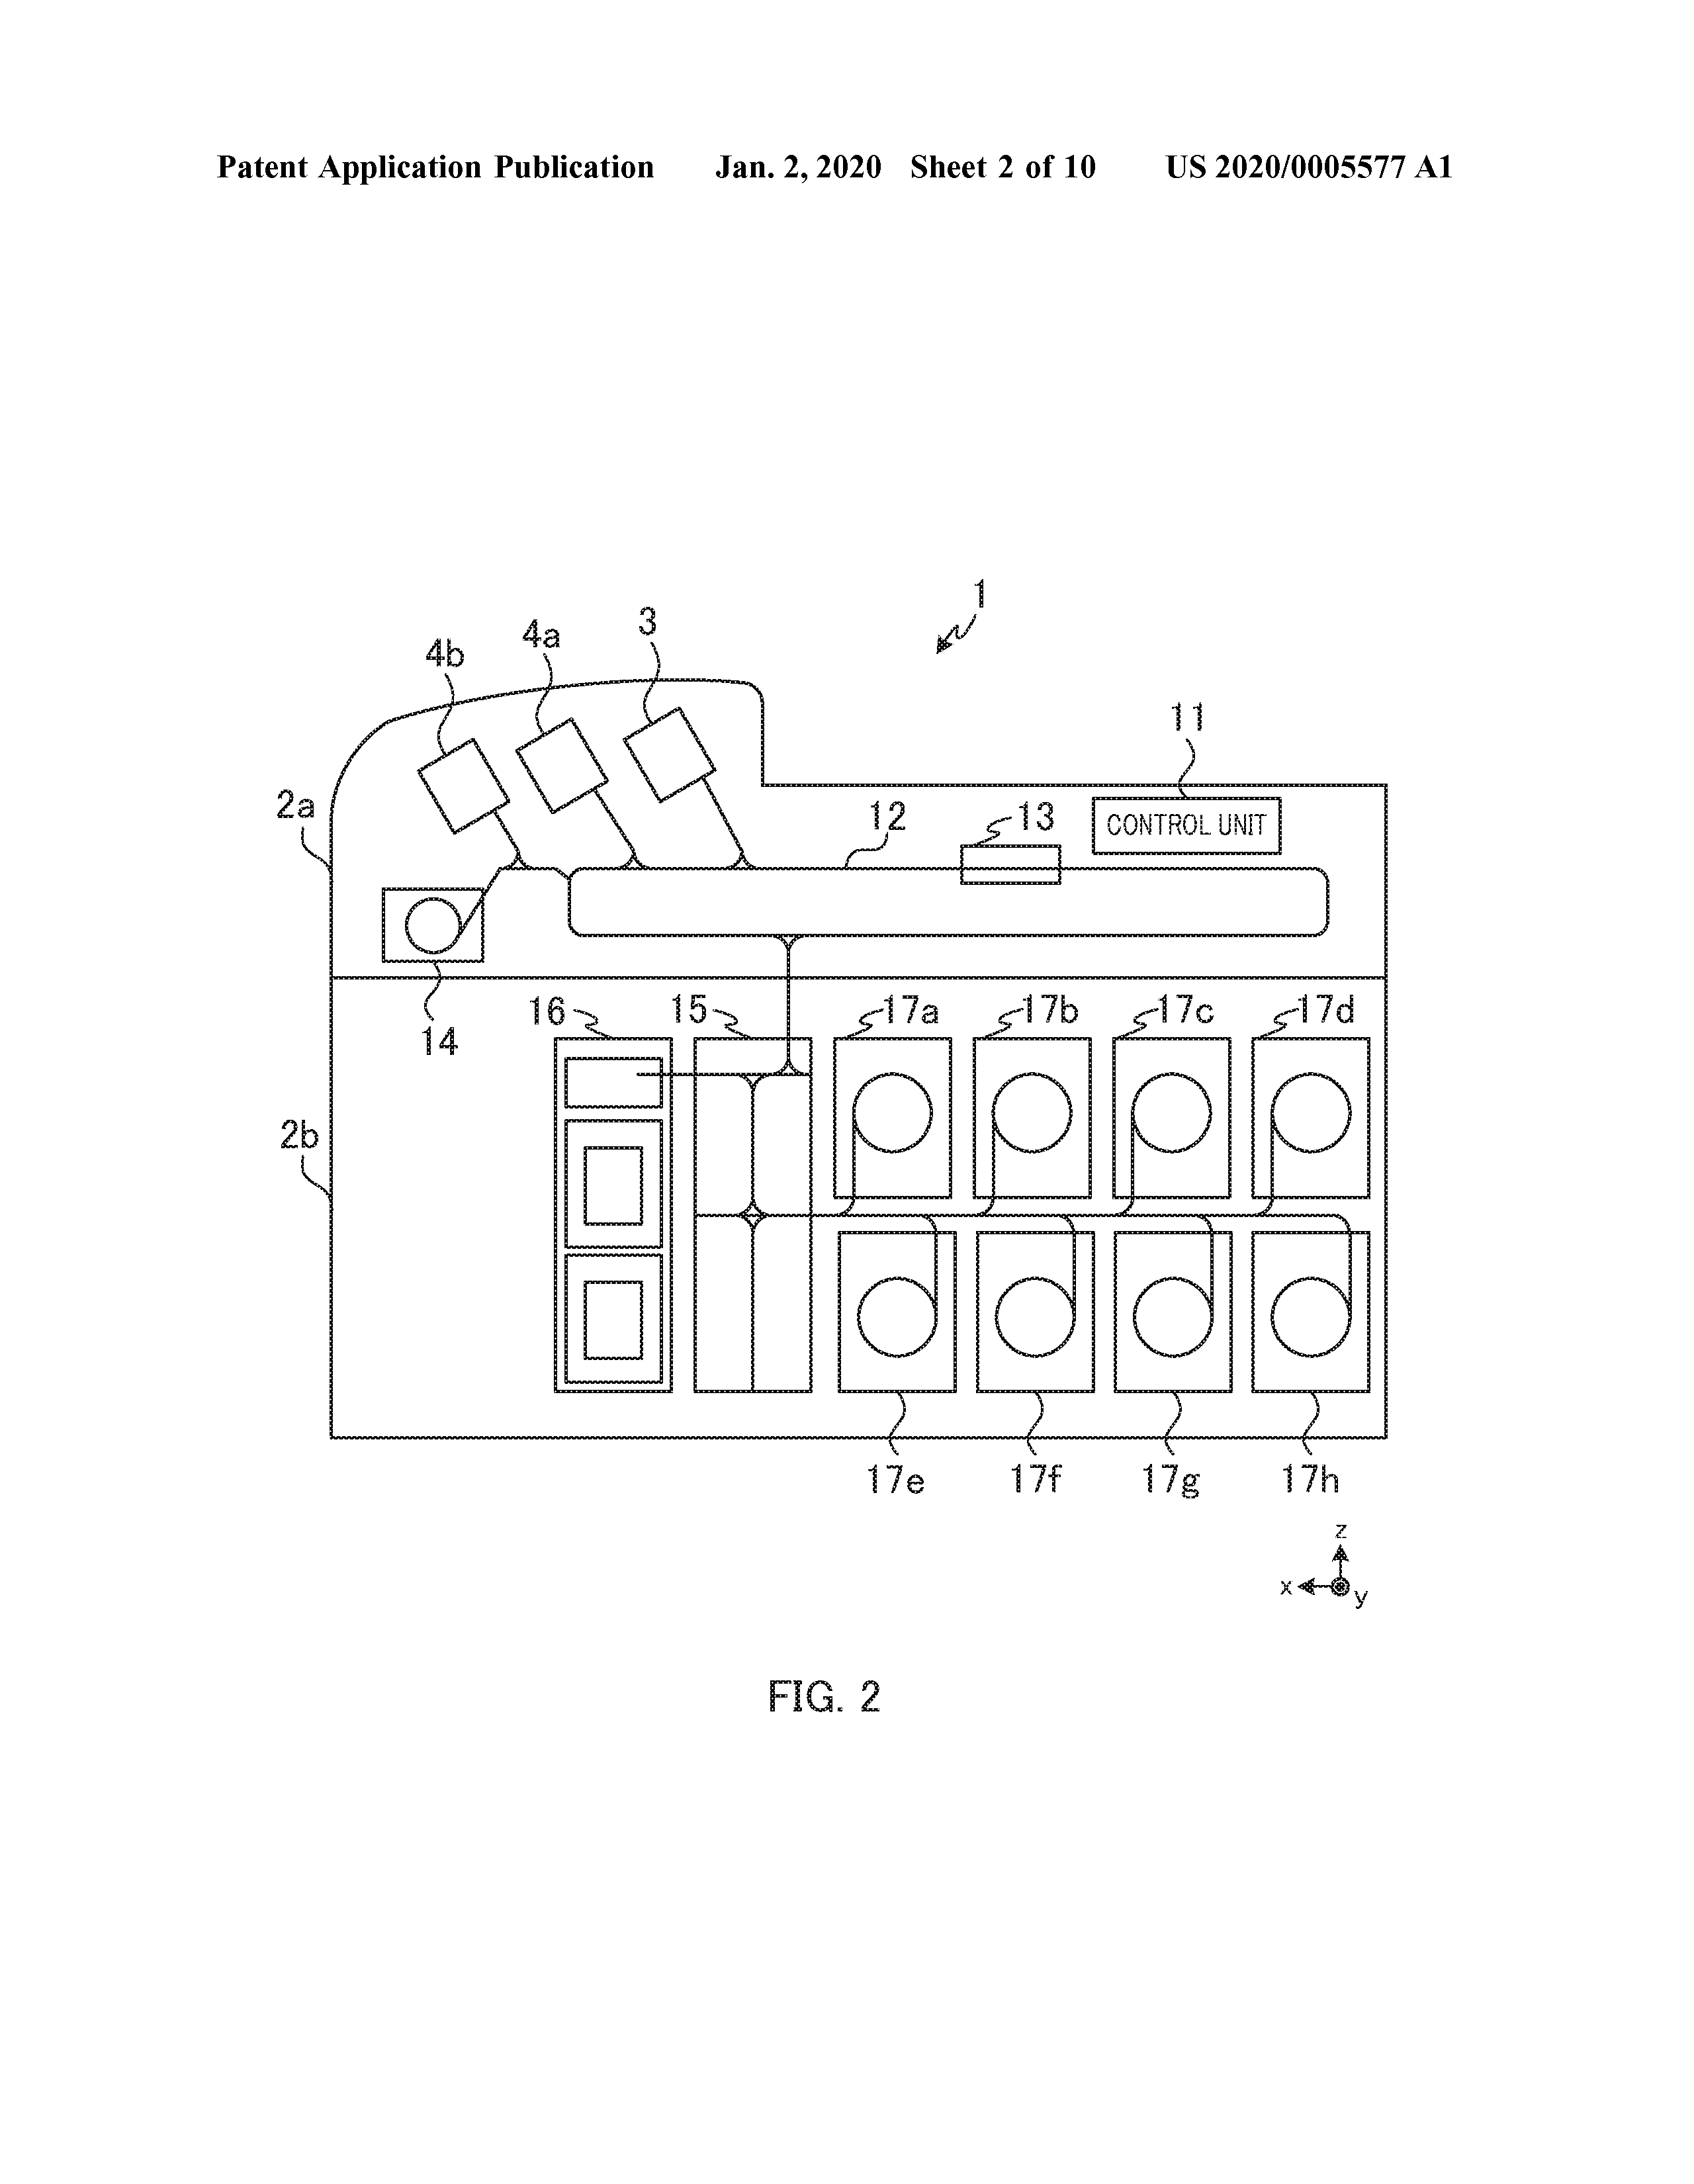 Patent Application Publication Jan. 2, 2020 Sheet 2 of 10 US 2020/0005577 A1
1
3
4a
4b
11
2a
12
13
CONTROL UNIT
14
16
15
17a
17b
17c
17d
2b
17e
17f
17g
17h
z
x
y
FIG. 2